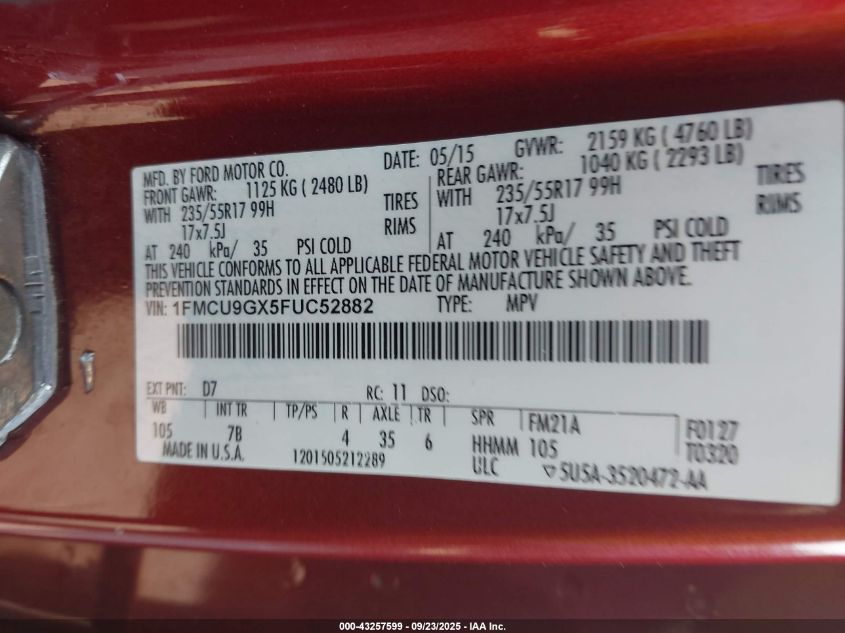 MFD. BY FORD MOTOR CO.
DATE: 05/15 GVWR: 2159 KG ( 4760 LB)
FRONT GAWR: 1125 KG ( 2480 LB)
WITH 235/55R17 99H TIRES
17x7.5J RIMS
AT 240 kPa/ 35 PSI COLD
REAR GAWR: 1040 KG ( 2293 LB)
WITH 235/55R17 99H TIRES
17x7.5J RIMS
AT 240 kPa/ 35 PSI COLD
THIS VEHICLE CONFORMS TO ALL APPLICABLE FEDERAL MOTOR VEHICLE SAFETY AND THEFT
PREVENTION STANDARDS IN EFFECT ON THE DATE OF MANUFACTURE SHOWN ABOVE.
VIN: 1FMCU9GX5FUC52882 TYPE: MPV
EXT PNT: D7 RC: 11 DSO:
WB INT TR TP/PS R AXLE TR SPR FM21A F0127
105 7B 4 35 6 HHMM 105 T0320
MADE IN U.S.A. 1201505212289 ULC ▽5U5A-3520472-AA
000-43257599 - 09/23/2025 - IAA Inc.